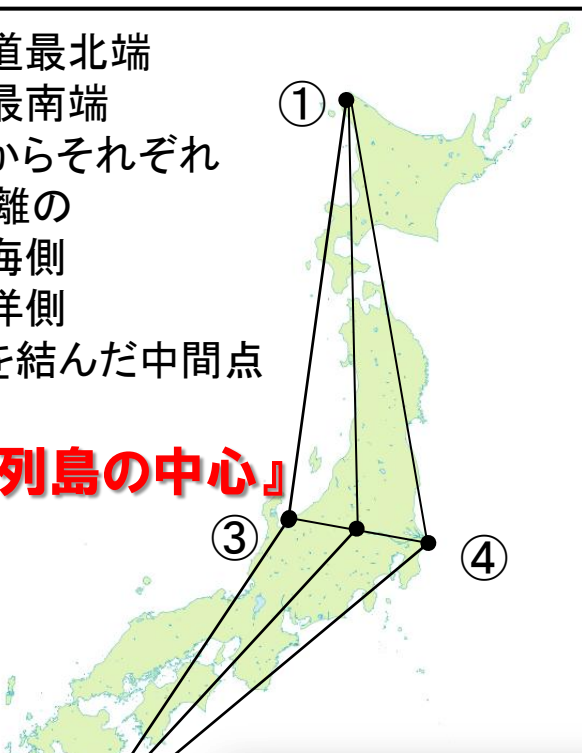 道最北端
最南端
①
からそれぞれ
離の
海側
洋側
を結んだ中間点
列島の中心』
③
④